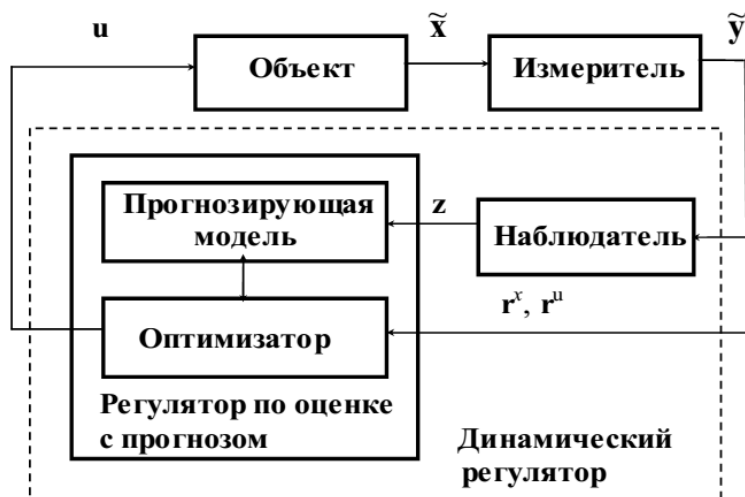 u
x̃
ỹ
Объект
Измеритель
Прогнозирующая
модель
z
Наблюдатель
rˣ, rᵘ
Оптимизатор
Регулятор по оценке
с прогнозом
Динамический
регулятор